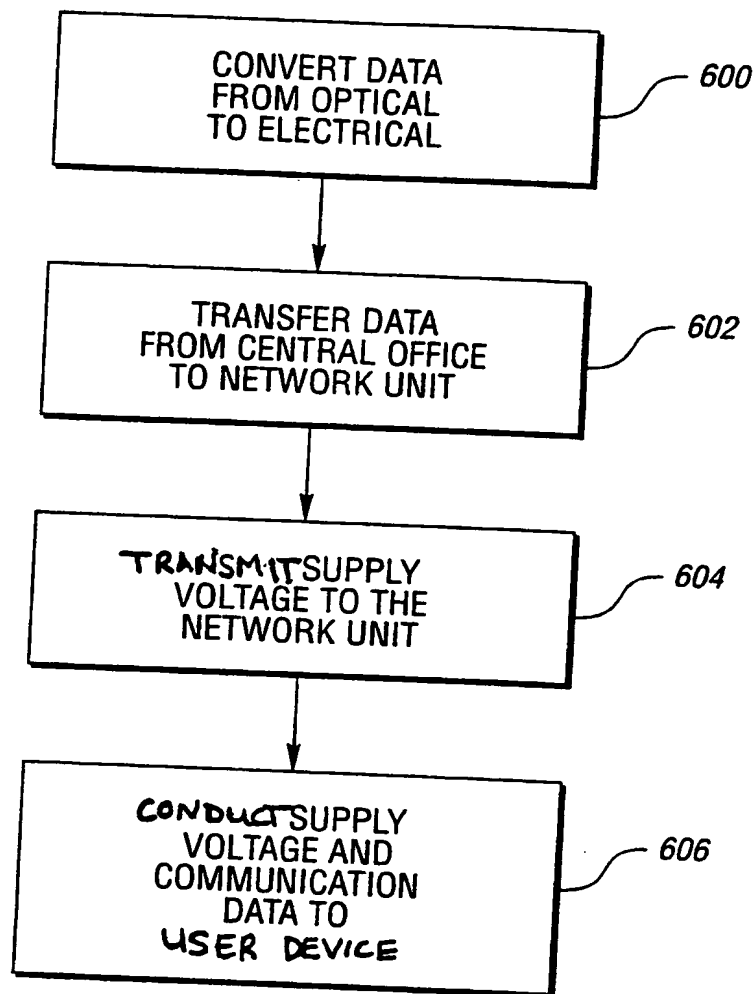 CONVERT DATA
FROM OPTICAL
TO ELECTRICAL
600
TRANSFER DATA
FROM CENTRAL OFFICE
TO NETWORK UNIT
602
TRANSMIT SUPPLY
VOLTAGE TO THE
NETWORK UNIT
604
CONDUCT SUPPLY
VOLTAGE AND
COMMUNICATION
DATA TO
USER DEVICE
606